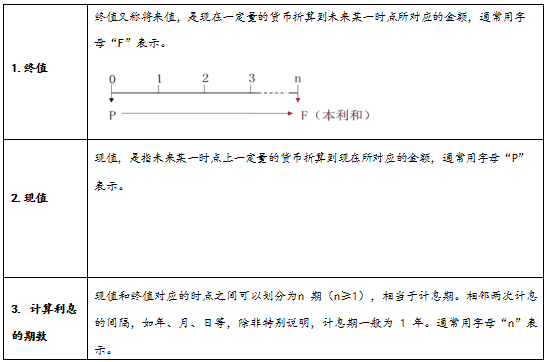 终值又称将来值，是现在一定量的货币折算到未来某一时点所对应的金额，通常用字
母“F”表示。
1.终值
0 1 2 3 n
P F（本利和）
现值，是指未来某一时点上一定量的货币折算到现在所对应的金额，通常用字母“P”
表示。
2.现值
3. 计算利息
的期数
现值和终值对应的时点之间可以划分为n 期（n≥1），相当于计息期。相邻两次计息
的间隔，如年、月、日等，除非特别说明，计息期一般为 1 年。通常用字母“n”表
示。